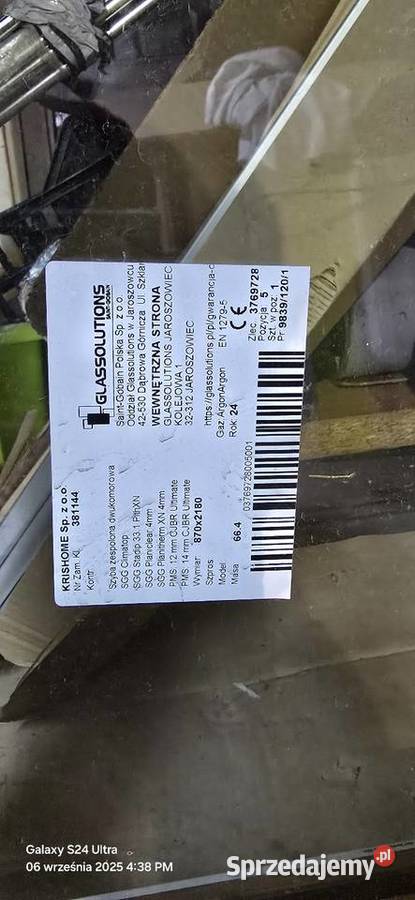 GLASSOLUTIONS
SAINT-GOBAIN
Saint-Gobain Polska Sp. z o.o.
Oddział Glassolutions w Jaroszowcu
42-530 Dąbrowa Górnicza Ul. Szklar
WEWNĘTRZNA STRONA
GLASSOLUTIONS JAROSZOWIEC
KOLEJOWA 1
32-312 JAROSZOWIEC
https://glassolutions.pl/pl/gwarancja-c
Gaz: ArgonArgon EN 1279-5
Rok: 24
CE
Zlec: 3769728
Pozycja 5
Szt. w poz: 1
Pr 9839/120/1
KRISHOME Sp. z o.o
Nr Zam. Kl. 381144
Kontr.
Szyba zespolona dwukomorowa
SGG Climatop
SGG Stadip 33.1 PlthXN
SGG Planiclear 4mm
SGG Planitherm XN 4mm
PMS: 12 mm CJBR Ultimate
PMS: 14 mm CJBR Ultimate
Wymiar: 870x2180
Szpros
Model
Masa 66.4
03769728005001
Galaxy S24 Ultra
06 września 2025 4:38 PM
Sprzedajemy.pl